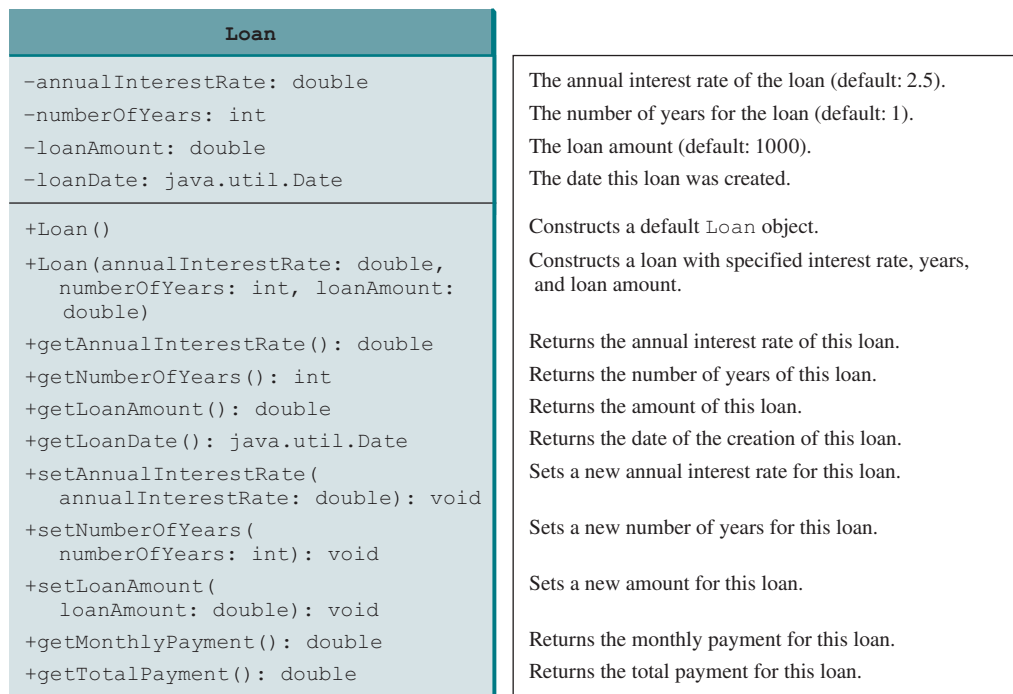 Loan
-annualInterestRate: double
The annual interest rate of the loan (default: 2.5).
-numberOfYears: int
The number of years for the loan (default: 1).
-loanAmount: double
The loan amount (default: 1000).
-loanDate: java.util.Date
The date this loan was created.
+Loan()
Constructs a default Loan object.
+Loan(annualInterestRate: double,
numberOfYears: int, loanAmount:
double)
Constructs a loan with specified interest rate, years,
and loan amount.
+getAnnualInterestRate(): double
Returns the annual interest rate of this loan.
+getNumberOfYears(): int
Returns the number of years of this loan.
+getLoanAmount(): double
Returns the amount of this loan.
+getLoanDate(): java.util.Date
Returns the date of the creation of this loan.
+setAnnualInterestRate(
annualInterestRate: double): void
Sets a new annual interest rate for this loan.
+setNumberOfYears(
numberOfYears: int): void
Sets a new number of years for this loan.
+setLoanAmount(
loanAmount: double): void
Sets a new amount for this loan.
+getMonthlyPayment(): double
Returns the monthly payment for this loan.
+getTotalPayment(): double
Returns the total payment for this loan.